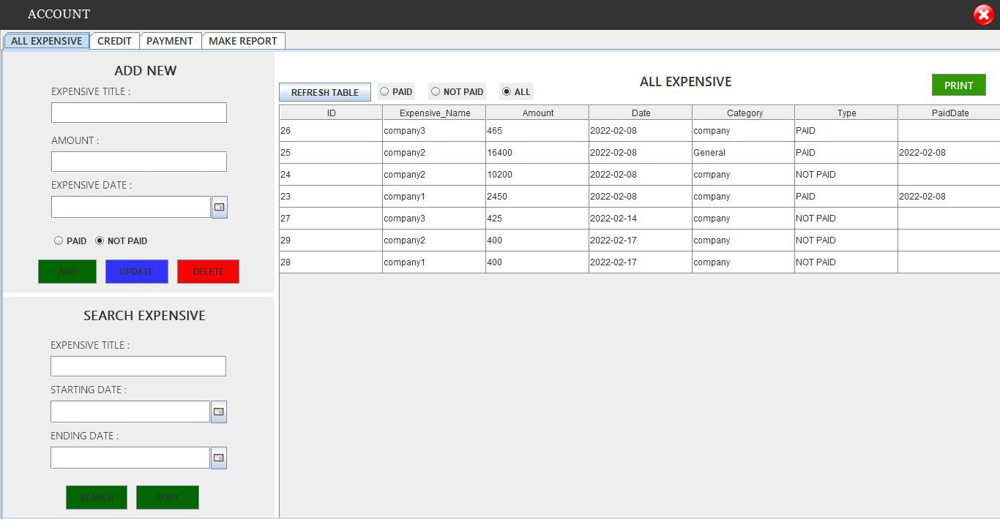 ACCOUNT
ALL EXPENSIVE CREDIT PAYMENT MAKE REPORT
ADD NEW
EXPENSIVE TITLE :
AMOUNT :
EXPENSIVE DATE :
PAID NOT PAID
ADD UPDATE DELETE
SEARCH EXPENSIVE
EXPENSIVE TITLE :
STARTING DATE :
ENDING DATE :
SEARCH SORT
ALL EXPENSIVE
REFRESH TABLE PAID NOT PAID ALL
PRINT
ID Expensive_Name Amount Date Category Type PaidDate
26 company3 465 2022-02-08 company PAID
25 company2 16400 2022-02-08 General PAID 2022-02-08
24 company2 10200 2022-02-08 company NOT PAID
23 company1 2450 2022-02-08 company PAID 2022-02-08
27 company3 425 2022-02-14 company NOT PAID
29 company2 400 2022-02-17 company NOT PAID
28 company1 400 2022-02-17 company NOT PAID